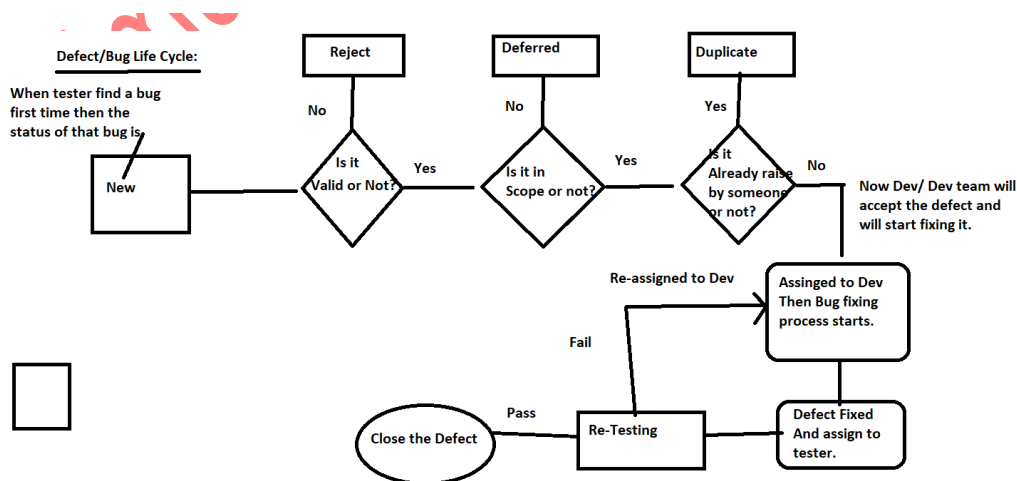 Defect/Bug Life Cycle:
When tester find a bug
first time then the
status of that bug is
New
Reject
No
Is it
Valid or Not?
Yes
Deferred
No
Is it in
Scope or not?
Yes
Duplicate
Yes
Is it
Already raise
by someone
or not?
No
Now Dev/ Dev team will
accept the defect and
will start fixing it.
Assinged to Dev
Then Bug fixing
process starts.
Re-assigned to Dev
Fail
Defect Fixed
And assign to
tester.
Re-Testing
Pass
Close the Defect